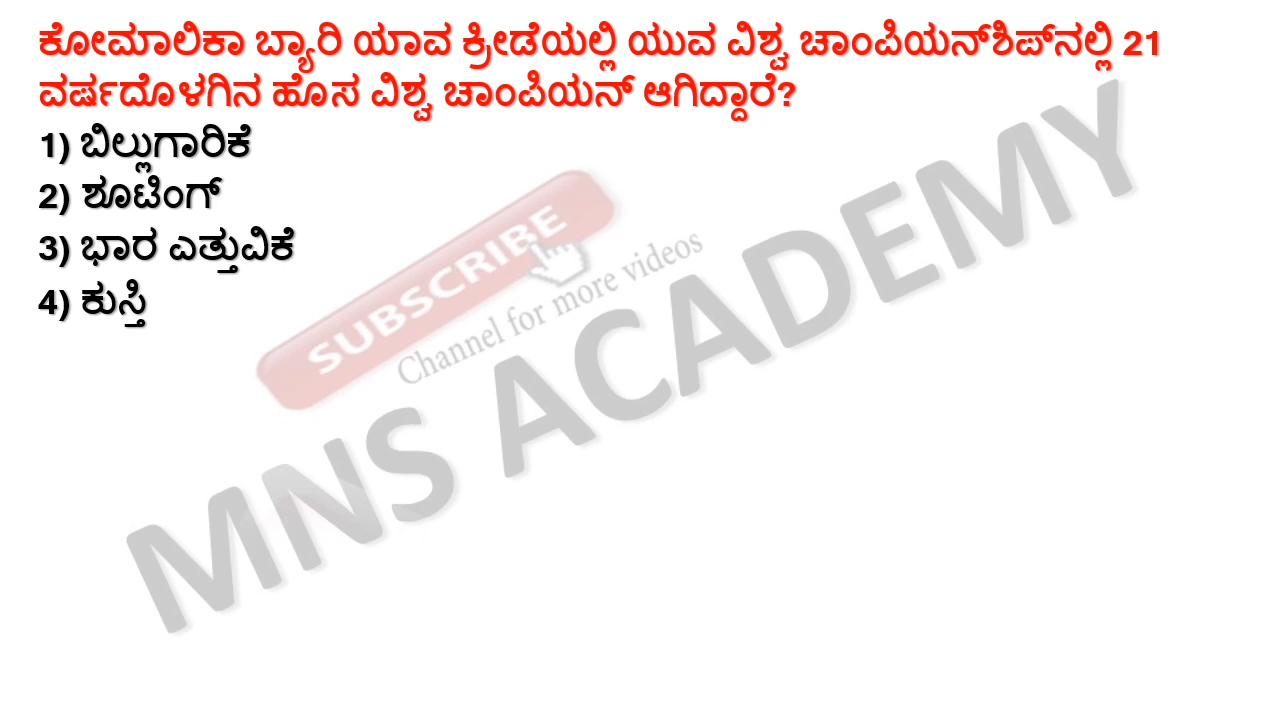 ಕೋಮಾಲಿಕಾ ಬ್ಯಾರಿ ಯಾವ ಕ್ರೀಡೆಯಲ್ಲಿ ಯುವ ವಿಶ್ವ ಚಾಂಪಿಯನ್‌ಶಿಪ್‌ನಲ್ಲಿ 21
ವರ್ಷದೊಳಗಿನ ಹೊಸ ವಿಶ್ವ ಚಾಂಪಿಯನ್ ಆಗಿದ್ದಾರೆ?
1) ಬಿಲ್ಲುಗಾರಿಕೆ
2) ಶೂಟಿಂಗ್
3) ಭಾರ ಎತ್ತುವಿಕೆ
4) ಕುಸ್ತಿ
SUBSCRIBE
Channel for more videos
MNS ACADEMY